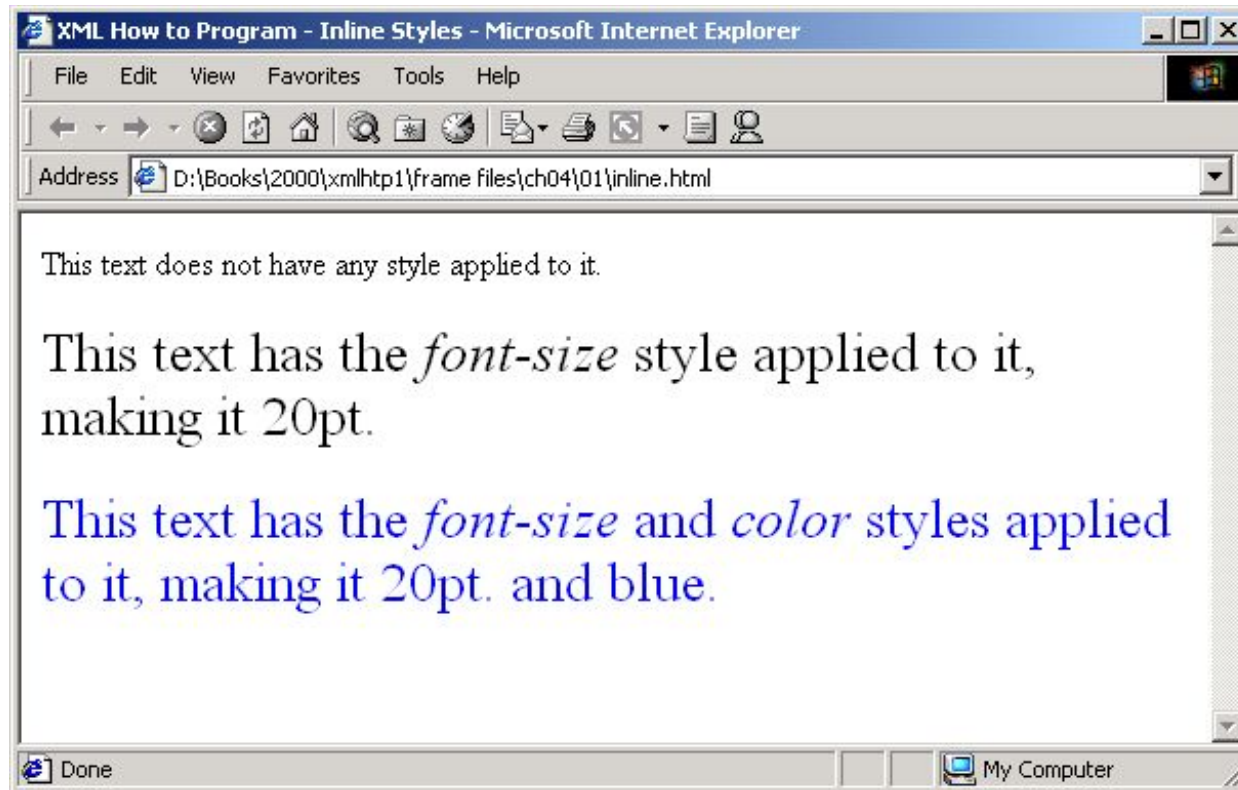 XML How to Program - Inline Styles - Microsoft Internet Explorer
File Edit View Favorites Tools Help
Address D:\Books\2000\xmlhtp1\frame files\ch04\01\inline.html
This text does not have any style applied to it.
This text has the font-size style applied to it,
making it 20pt.
This text has the font-size and color styles applied
to it, making it 20pt. and blue.
Done My Computer